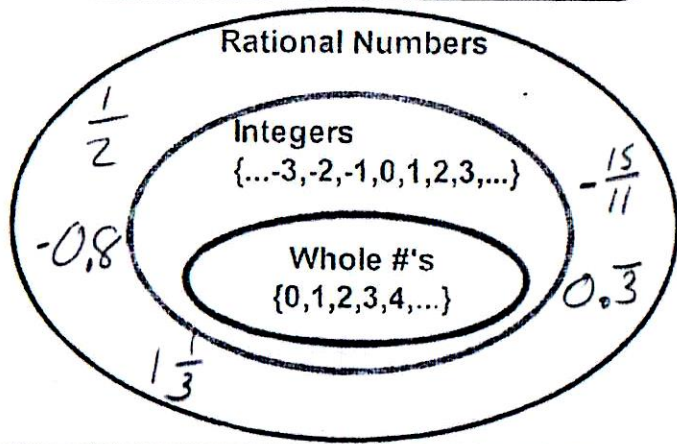 Rational Numbers
1/2
Integers
{...-3,-2,-1,0,1,2,3,...}
-15/11
-0.8
Whole #'s
{0,1,2,3,4,...}
0.3̅
1 1/3